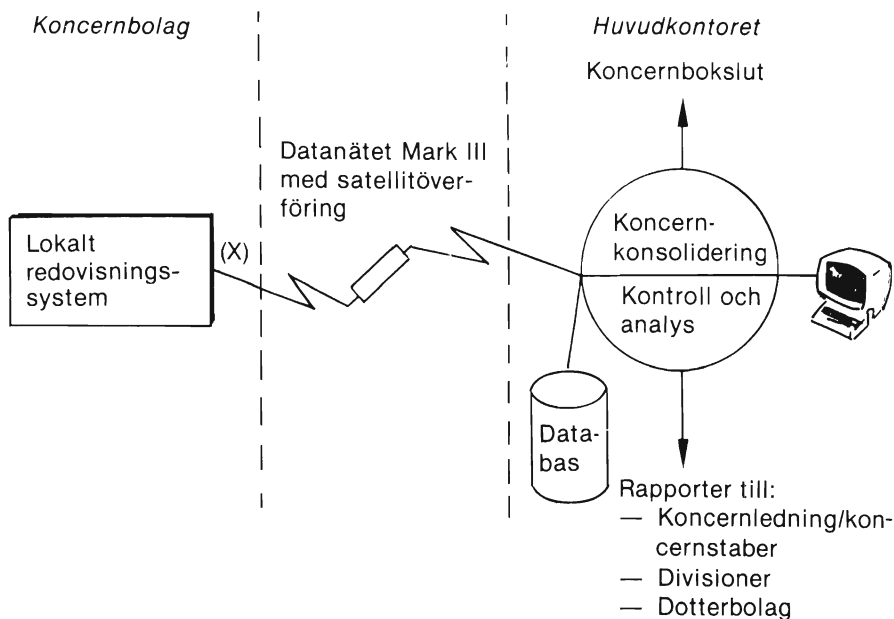 Koncernbolag
Huvudkontoret
Koncernbokslut
Datanätet Mark III
med satellitöver-
föring
Lokalt
redovisnings-
system
(X)
Koncern-
konsolidering
Kontroll och
analys
Data-
bas
Rapporter till:
— Koncernledning/kon-
cernstaber
— Divisioner
— Dotterbolag